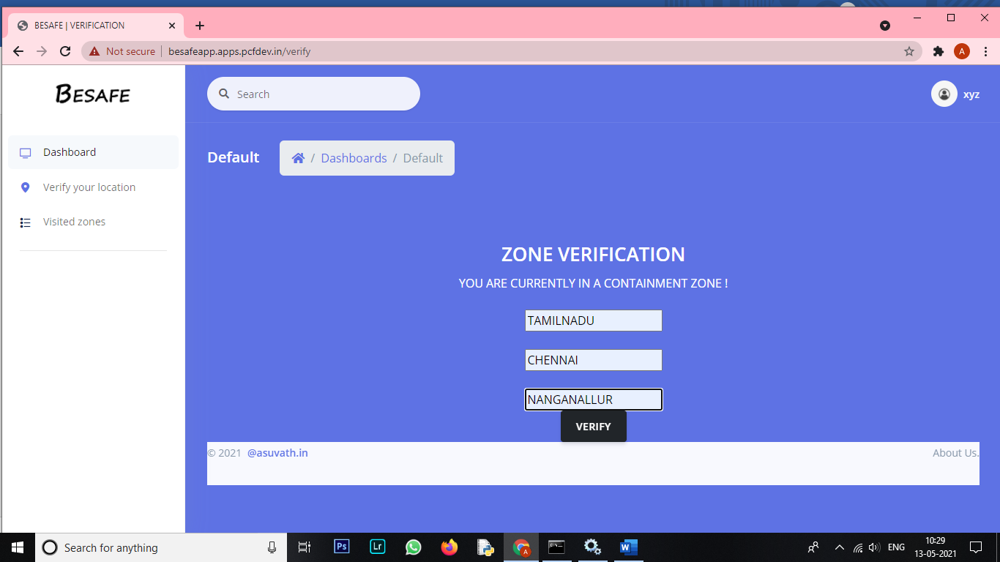 BESAFE | VERIFICATION
Not secure | besafeapp.apps.pcfdev.in/verify
A
BESAFE
Search
xyz
Dashboard
Verify your location
Visited zones
Default
/ Dashboards / Default
ZONE VERIFICATION
YOU ARE CURRENTLY IN A CONTAINMENT ZONE !
TAMILNADU
CHENNAI
NANGANALLUR
VERIFY
© 2021 @asuvath.in
About Us.
Search for anything
Ps
Lr
A
W
ENG
10:29
13-05-2021